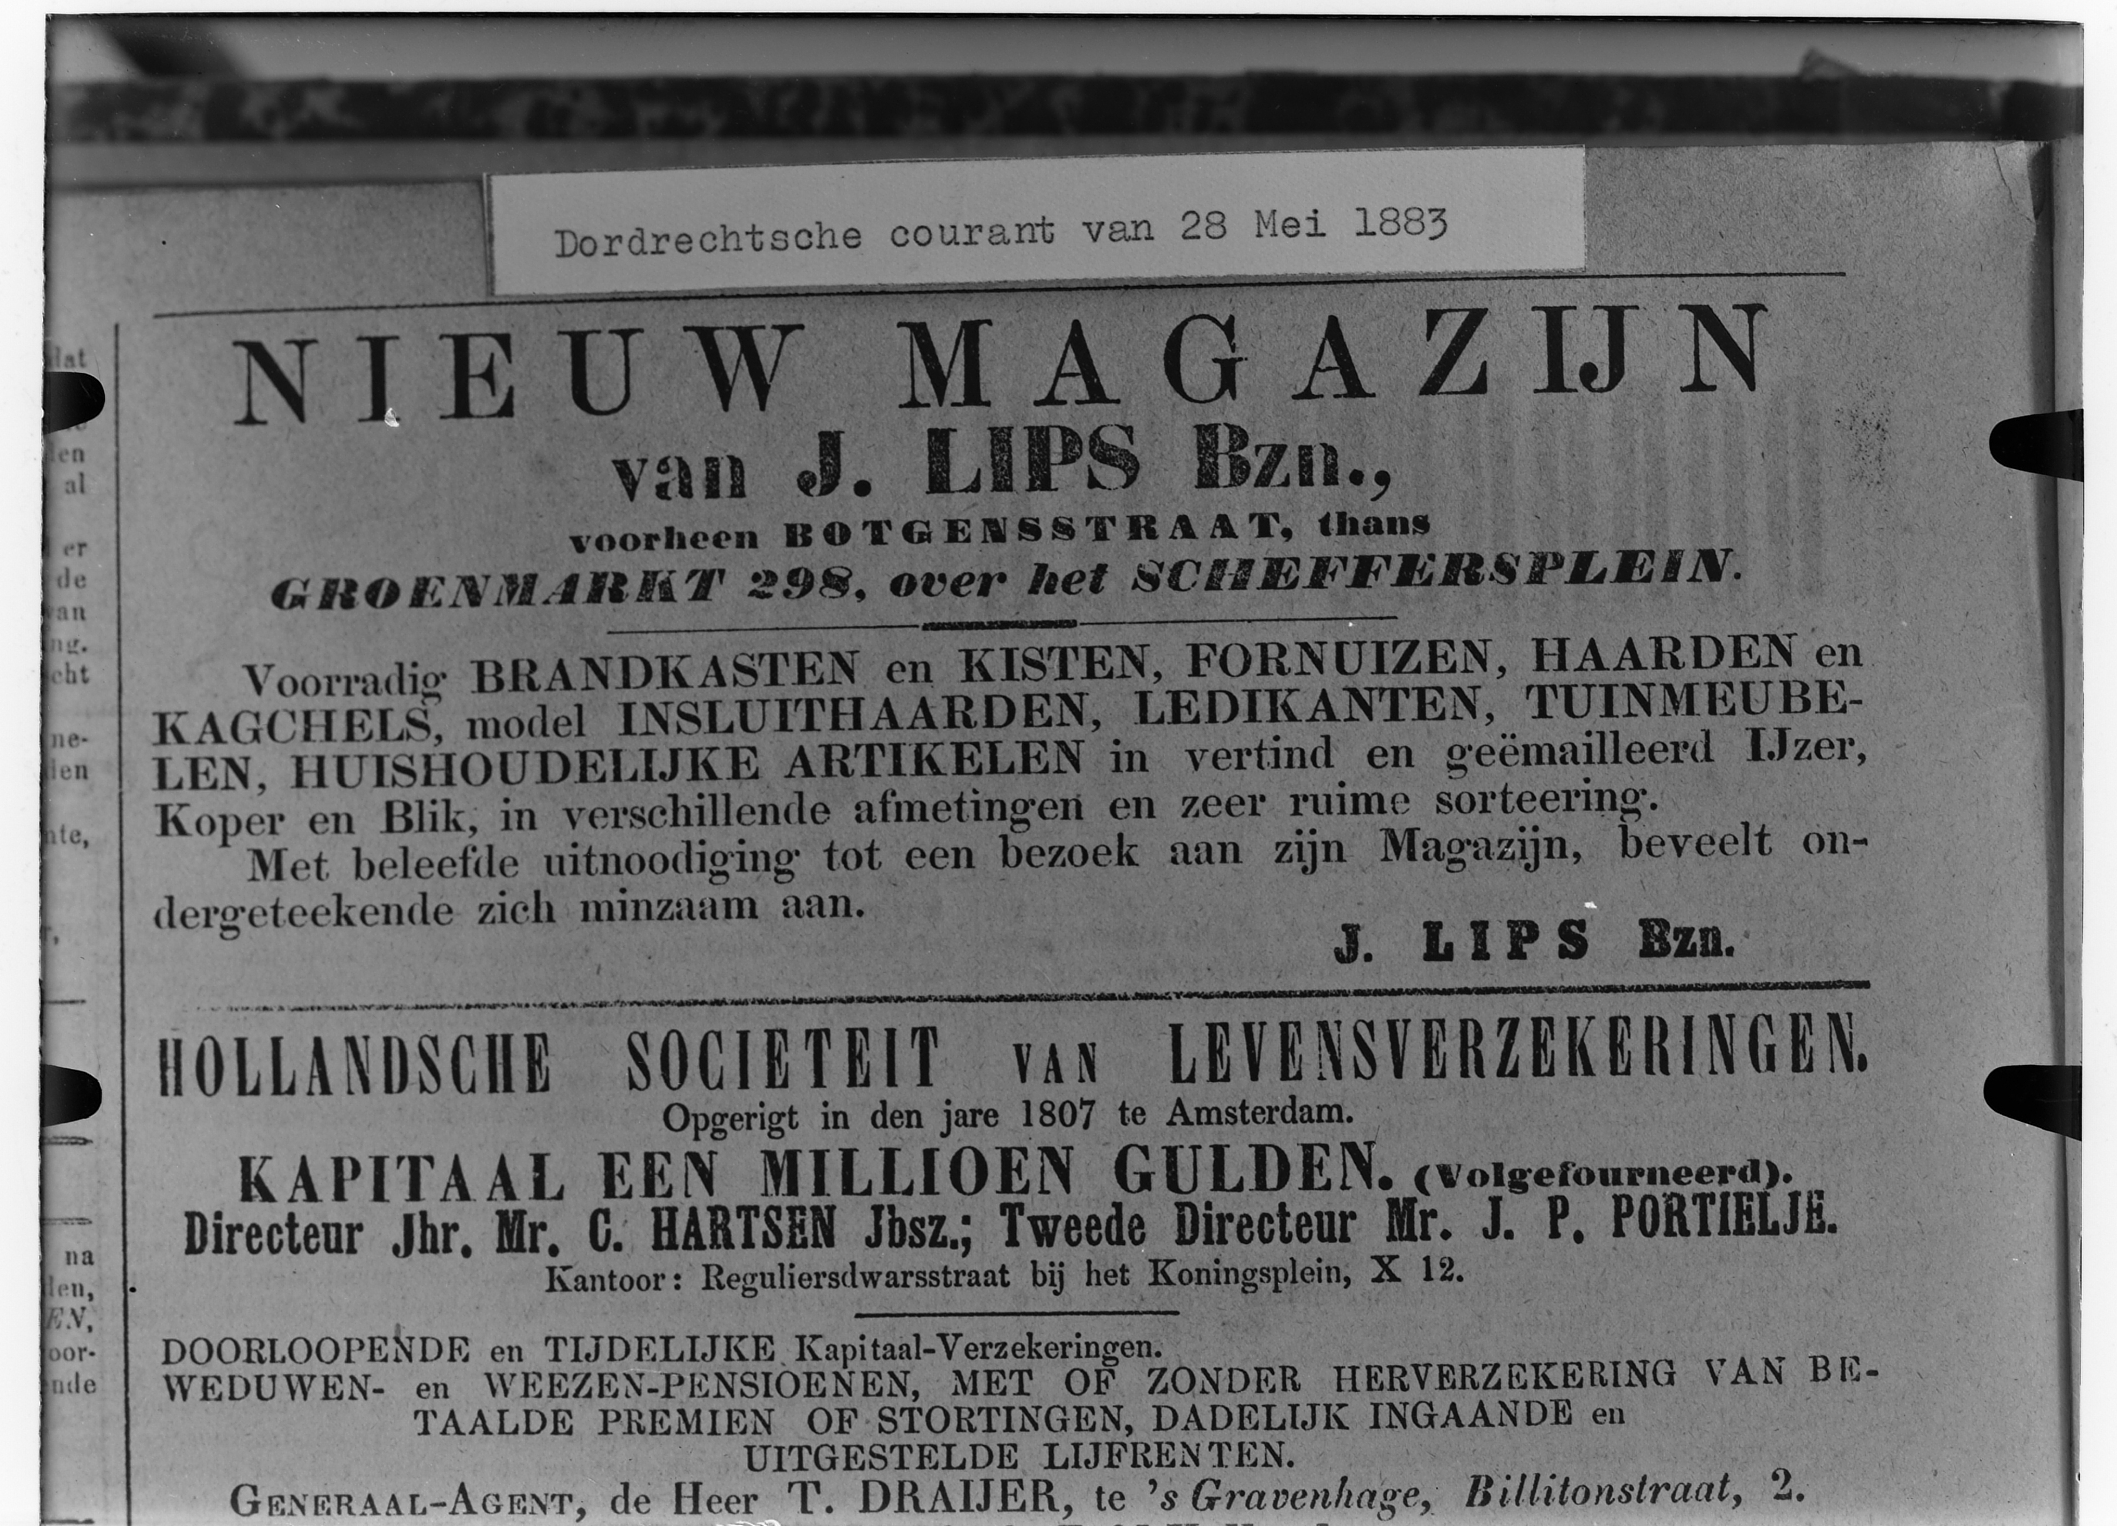 Dordrechtsche courant van 28 Mei 1883
NIEUW MAGAZIJN
van J. LIPS Bzn.,
voorheen BOTGENSSTRAAT, thans
GROENMARKT 298, over het SCHEFFERSPLEIN.
Voorradig BRANDKASTEN en KISTEN, FORNUIZEN, HAARDEN en
KAGCHELS, model INSLUITHAARDEN, LEDIKANTEN, TUINMEUBE-
LEN, HUISHOUDELIJKE ARTIKELEN in vertind en geëmailleerd IJzer,
Koper en Blik, in verschillende afmetingen en zeer ruime sorteering.
Met beleefde uitnoodiging tot een bezoek aan zijn Magazijn, beveelt on-
dergeteekende zich minzaam aan.
J. LIPS Bzn.
HOLLANDSCHE SOCIETEIT VAN LEVENSVERZEKERINGEN.
Opgerigt in den jare 1807 te Amsterdam.
KAPITAAL EEN MILLIOEN GULDEN. (Volgefourneerd).
Directeur Jhr. Mr. C. HARTSEN Jbsz.; Tweede Directeur Mr. J. P. PORTIELJE.
Kantoor: Reguliersdwarsstraat bij het Koningsplein, X 12.
DOORLOOPENDE en TIJDELIJKE Kapitaal-Verzekeringen.
WEDUWEN- en WEEZEN-PENSIOENEN, MET OF ZONDER HERVERZEKERING VAN BE-
TAALDE PREMIEN OF STORTINGEN, DADELIJK INGAANDE en
UITGESTELDE LIJFRENTEN.
GENERAAL-AGENT, de Heer T. DRAIJER, te 's Gravenhage, Billitonstraat, 2.